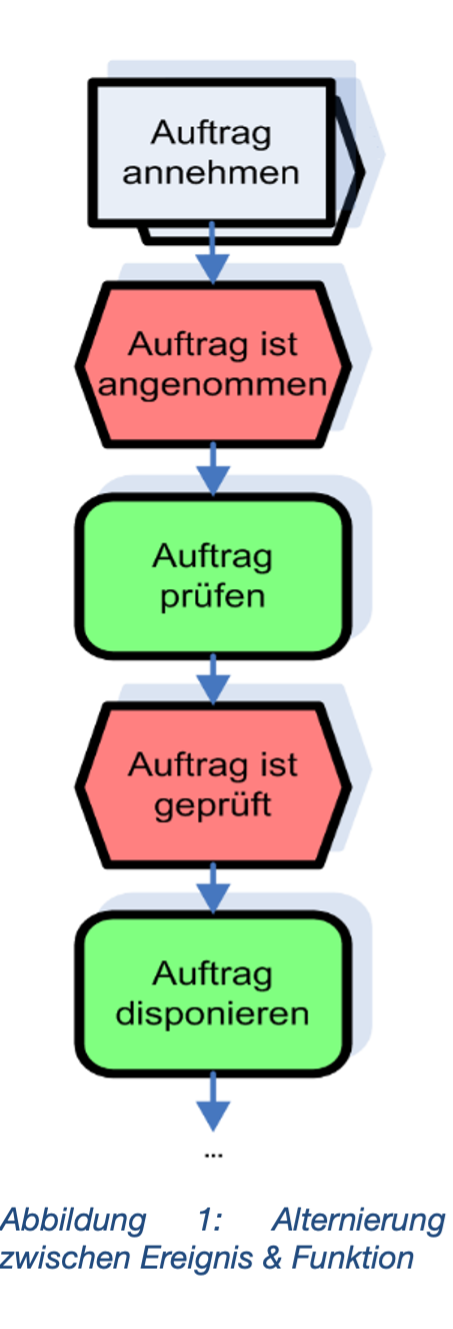 Auftrag
annehmen
Auftrag ist
angenommen
Auftrag
prüfen
Auftrag ist
geprüft
Auftrag
disponieren
...
Abbildung 1: Alternierung
zwischen Ereignis & Funktion